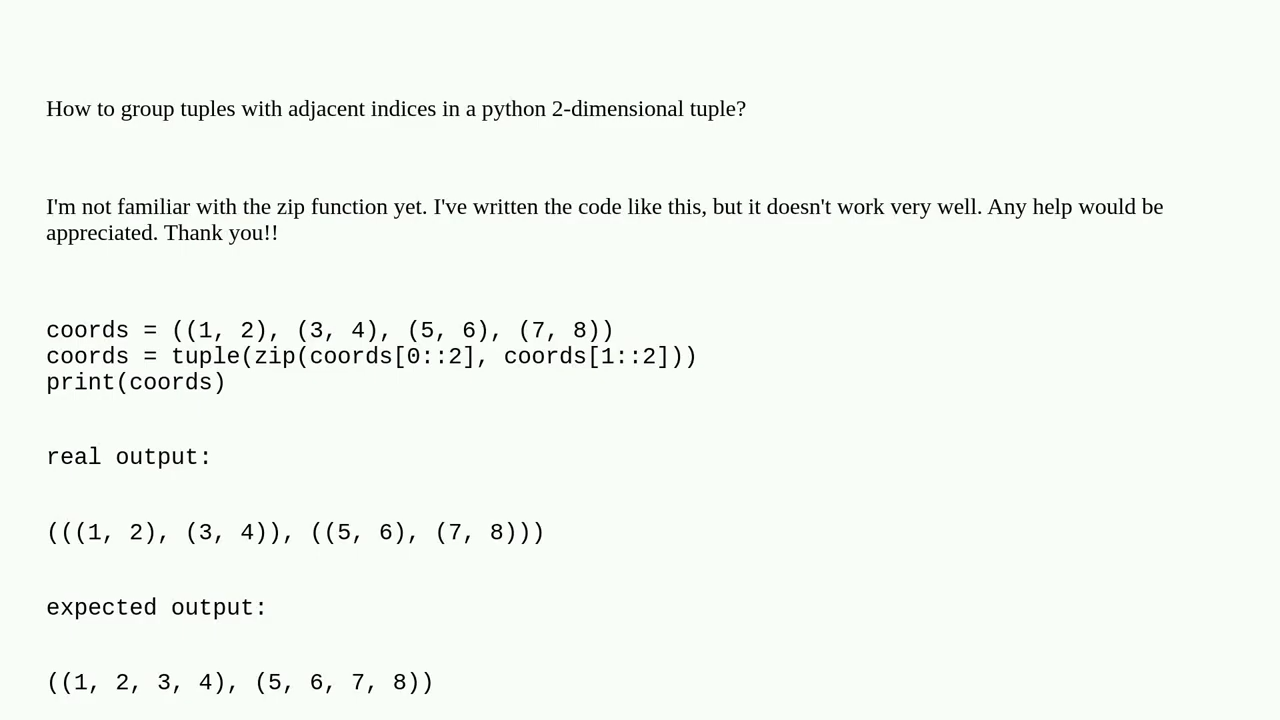 How to group tuples with adjacent indices in a python 2-dimensional tuple?
I'm not familiar with the zip function yet. I've written the code like this, but it doesn't work very well. Any help would be
appreciated. Thank you!!
coords = ((1, 2), (3, 4), (5, 6), (7, 8))
coords = tuple(zip(coords[0::2], coords[1::2]))
print(coords)
real output:
(((1, 2), (3, 4)), ((5, 6), (7, 8)))
expected output:
((1, 2, 3, 4), (5, 6, 7, 8))